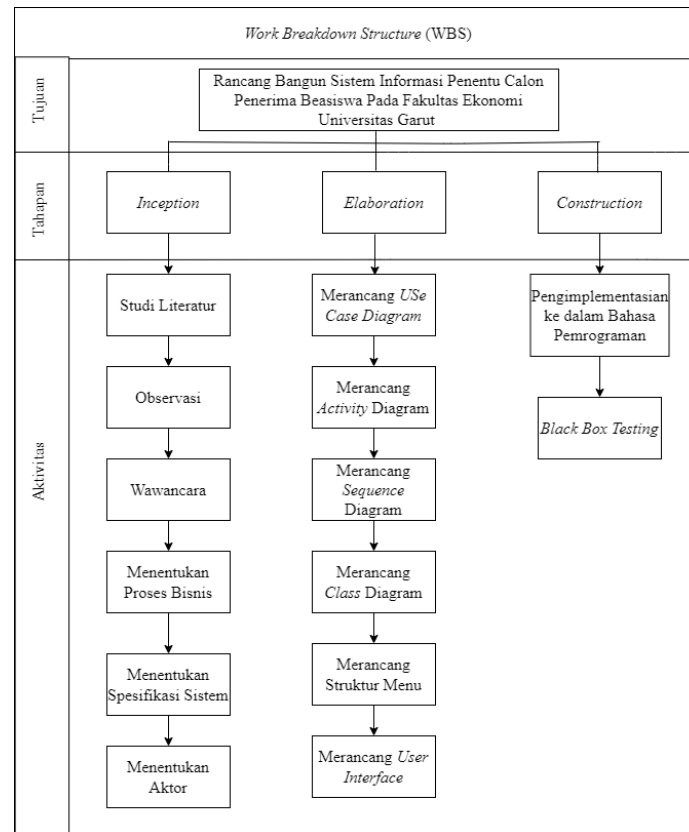 Work Breakdown Structure (WBS)
Tujuan
Rancang Bangun Sistem Informasi Penentu Calon
Penerima Beasiswa Pada Fakultas Ekonomi
Universitas Garut
Tahapan
Inception
Elaboration
Construction
Aktivitas
Studi Literatur
Observasi
Wawancara
Menentukan
Proses Bisnis
Menentukan
Spesifikasi Sistem
Menentukan
Aktor
Merancang USe
Case Diagram
Merancang
Activity Diagram
Merancang
Sequence
Diagram
Merancang
Class Diagram
Merancang
Struktur Menu
Merancang User
Interface
Pengimplementasian
ke dalam Bahasa
Pemrograman
Black Box Testing